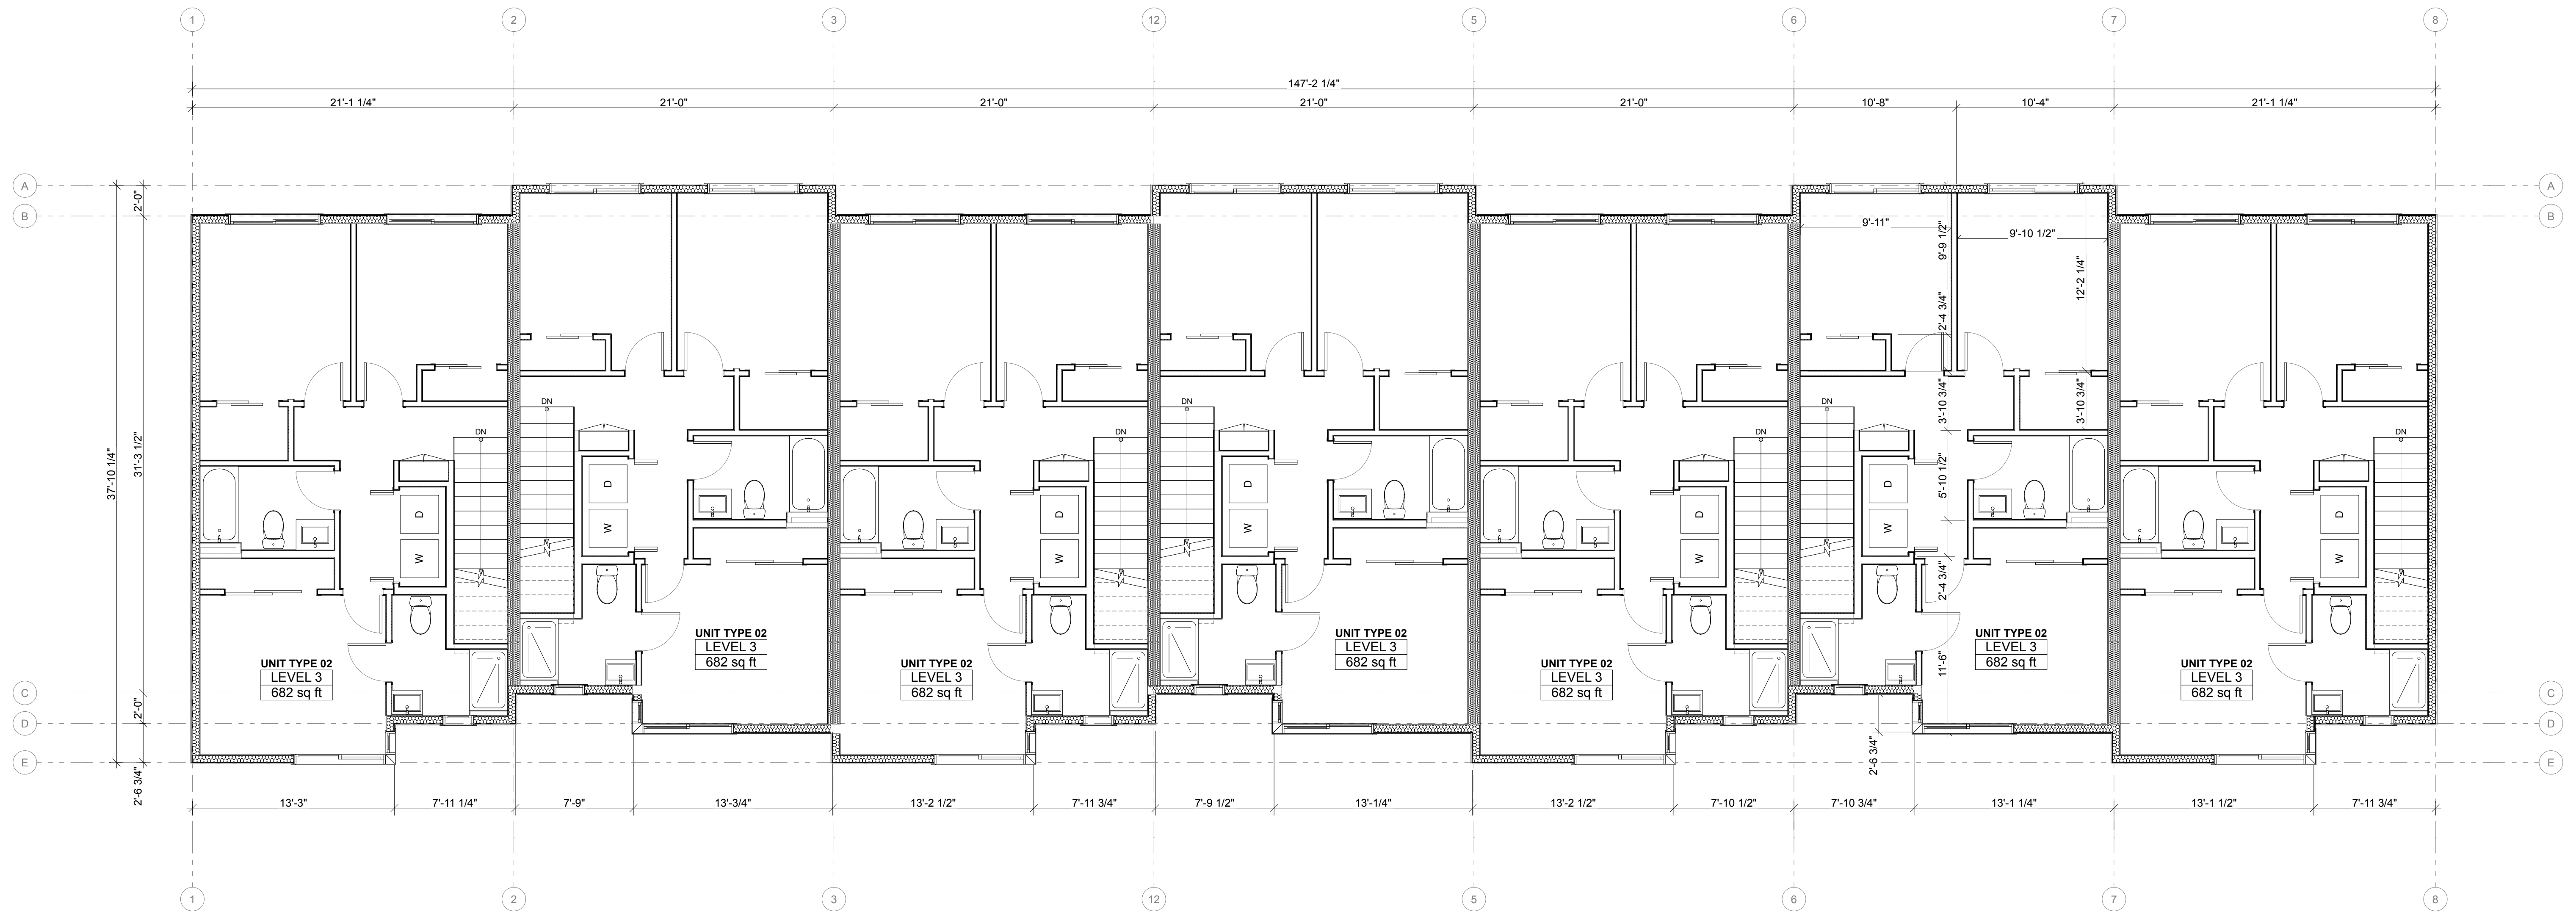 1 2 3 12 5 6 7 8
147'-2 1/4"
21'-1 1/4" 21'-0" 21'-0" 21'-0" 21'-0" 10'-8" 10'-4" 21'-1 1/4"
A A
2'-0"
B B
9'-11" 9'-9 1/2" 9'-10 1/2"
12'-2 1/4"
2'-4 3/4"
37'-10 1/4" 31'-3 1/2"
3'-10 3/4" 3'-10 3/4"
DN DN DN DN
DN DN DN
5'-10 1/2"
D D D
D D D D
W W W
W W W W
2'-4 3/4"
UNIT TYPE 02 UNIT TYPE 02 UNIT TYPE 02
LEVEL 3 LEVEL 3 LEVEL 3
682 sq ft 682 sq ft 682 sq ft
11'-6"
UNIT TYPE 02 UNIT TYPE 02 UNIT TYPE 02 UNIT TYPE 02
LEVEL 3 LEVEL 3 LEVEL 3 LEVEL 3
682 sq ft 682 sq ft 682 sq ft 682 sq ft
C C
2'-0"
D D
2'-6 3/4"
E E
2'-6 3/4"
13'-3" 7'-11 1/4" 7'-9" 13'-3/4" 13'-2 1/2" 7'-11 3/4" 7'-9 1/2" 13'-1/4" 13'-2 1/2" 7'-10 1/2" 7'-10 3/4" 13'-1 1/4" 13'-1 1/2" 7'-11 3/4"
1 2 3 12 5 6 7 8